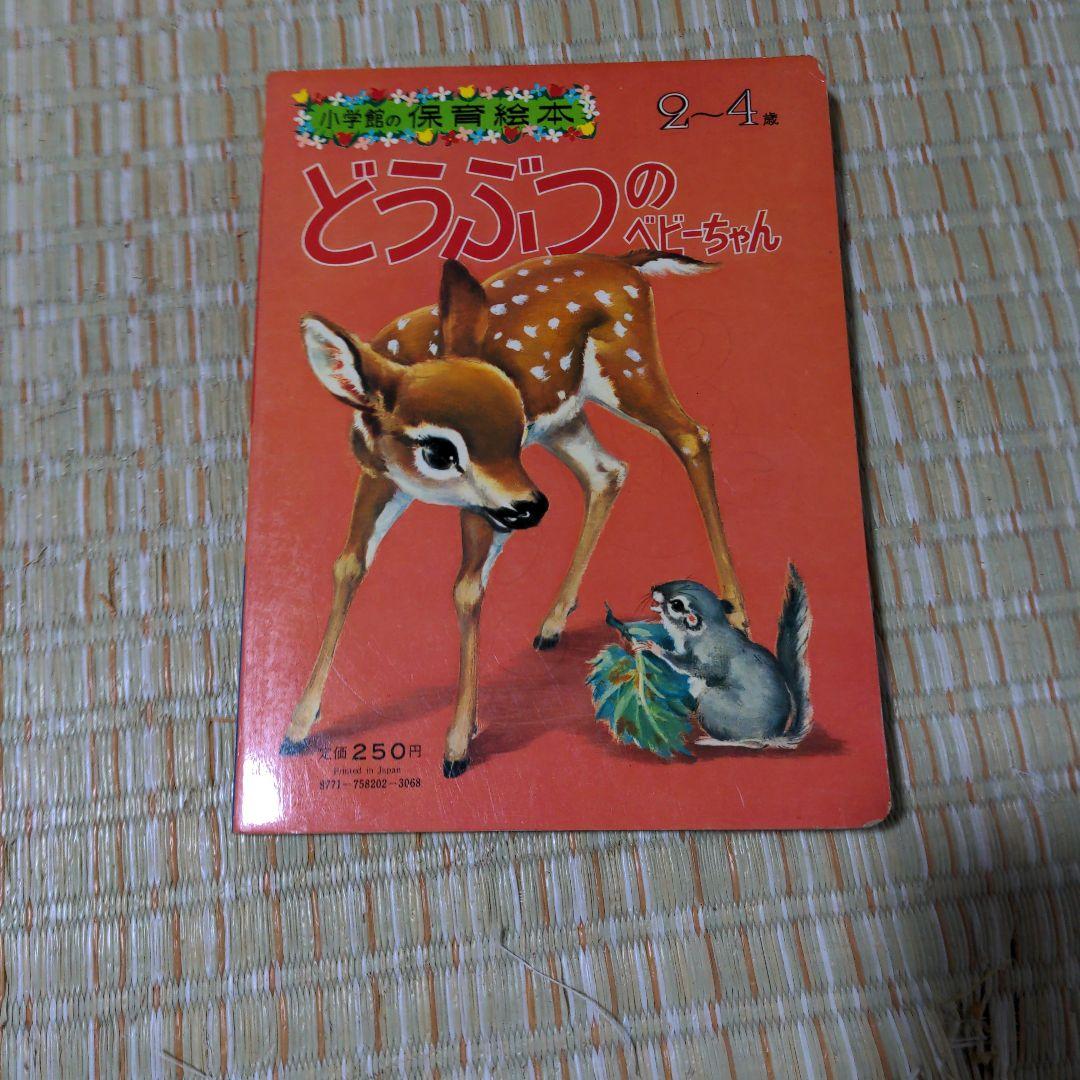 小学館の保育絵本
2〜4歳
どうぶつの
ベビーちゃん
定価250円
Printed in Japan
8771-758202-3068